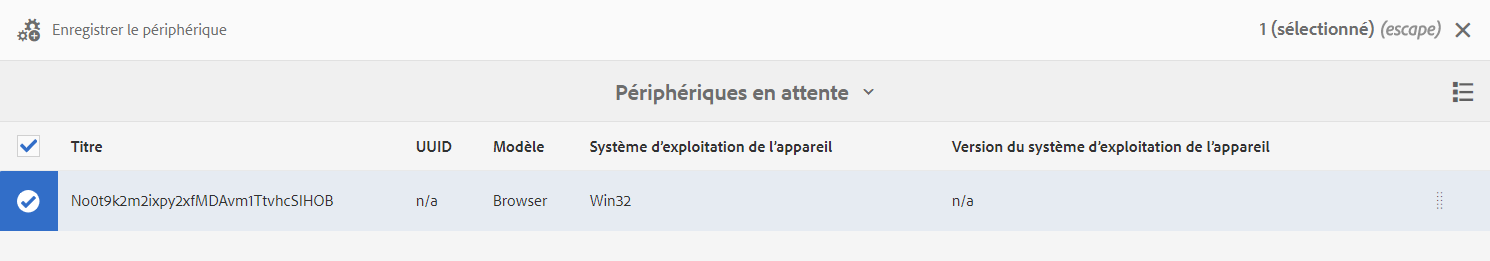 Enregistrer le périphérique
1 (sélectionné) (escape)
Périphériques en attente
Titre UUID Modèle Système d’exploitation de l’appareil Version du système d’exploitation de l’appareil
No0t9k2m2ixpy2xfMDAvm1TtvhcSIHOB n/a Browser Win32 n/a